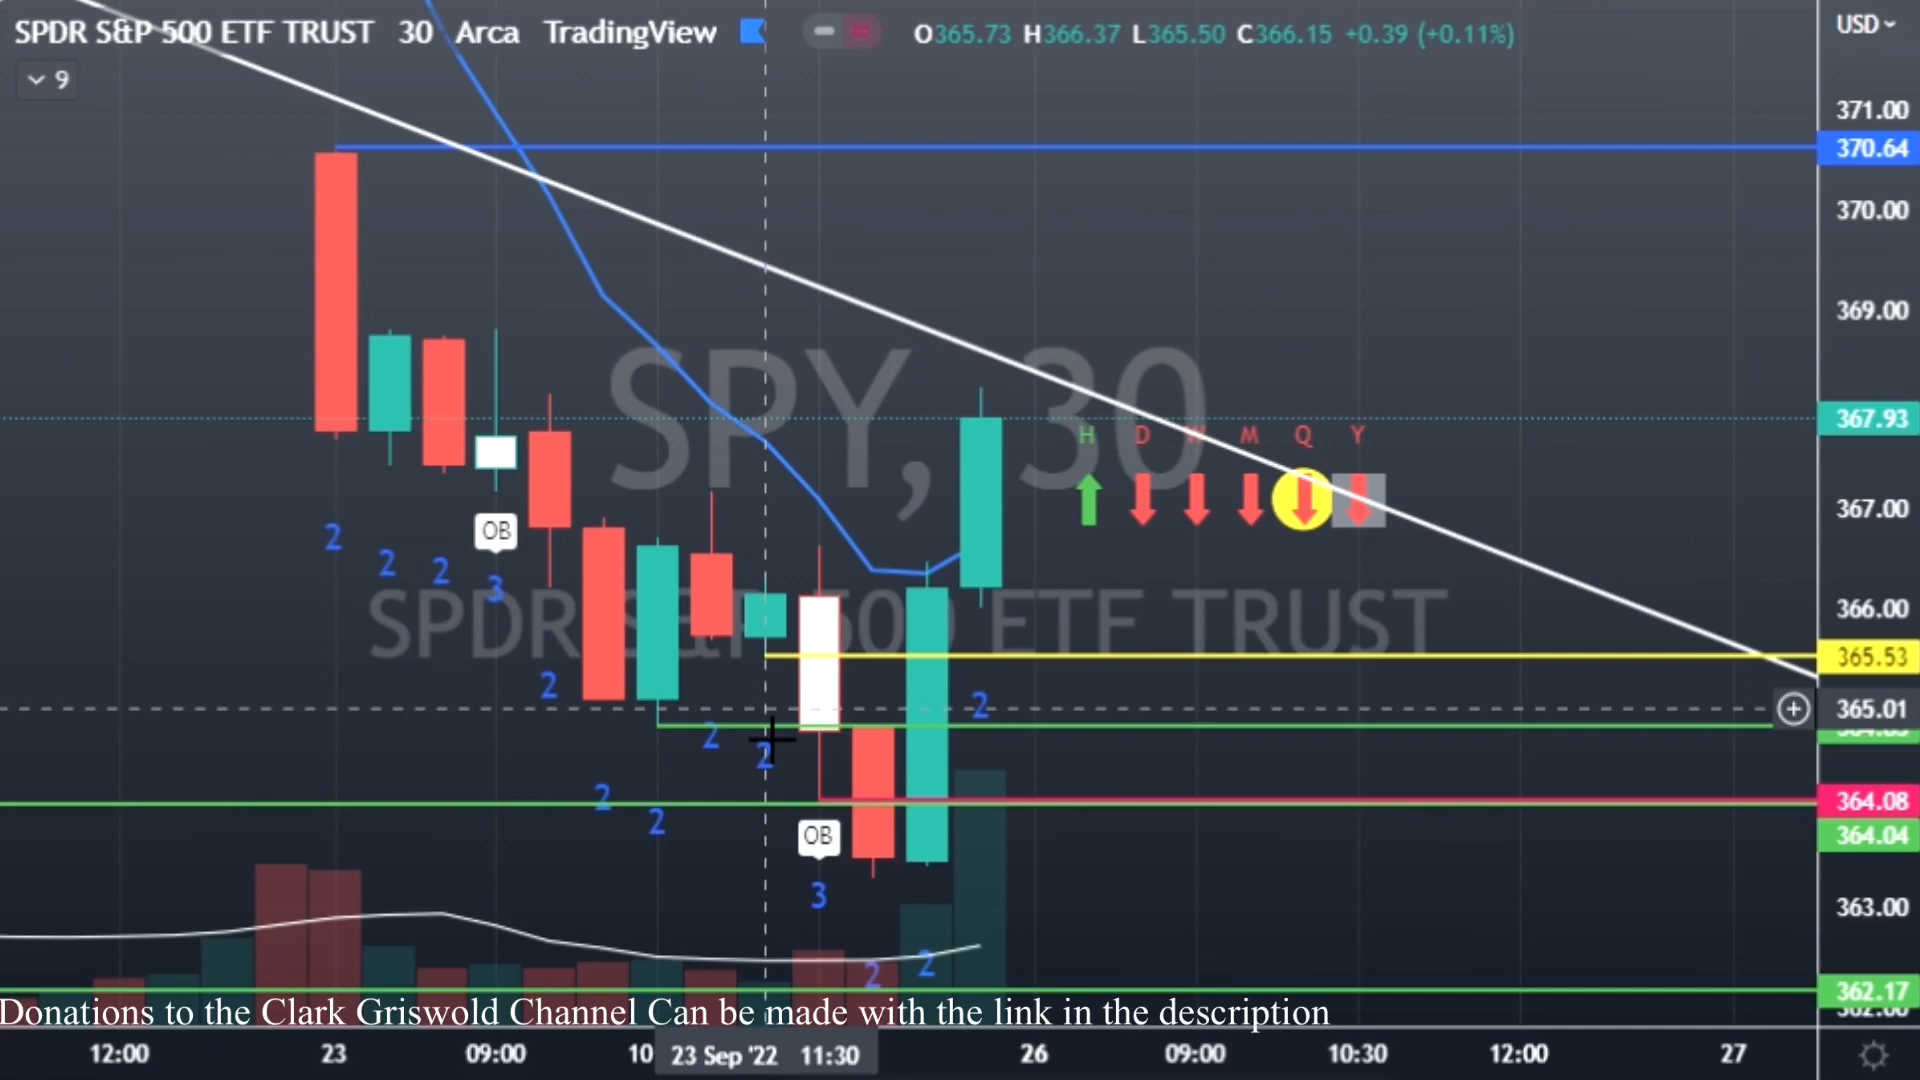 SPDR S&P 500 ETF TRUST 30 Arca TradingView O365.73 H366.37 L365.50 C366.15 +0.39 (+0.11%) USD
9
371.00
370.64
370.00
369.00
367.93
H D W M Q Y
SPY, 30
367.00
OB
2 2 2 3
SPDR S&P 500 ETF TRUST
366.00
365.53
2 2
365.01
2 2
2 2
364.08
OB
364.04
3
363.00
2 2
362.17
Donations to the Clark Griswold Channel Can be made with the link in the description
12:00 23 09:00 10 23 Sep '22 11:30 26 09:00 10:30 12:00 27